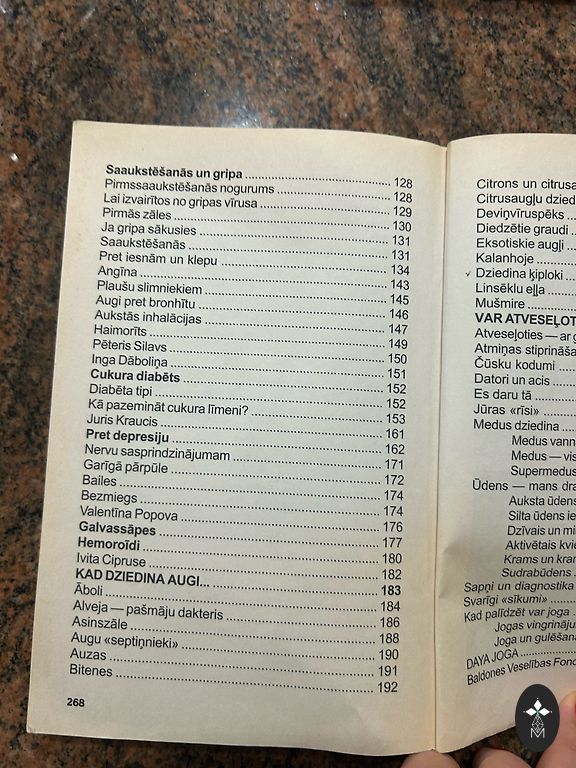 Saaukstēšanās un gripa ..... 128
Pirmssaaukstēšanās nogurums ..... 128
Lai izvairītos no gripas vīrusa ..... 129
Pirmās zāles ..... 130
Ja gripa sākusies ..... 131
Saaukstēšanās ..... 131
Pret iesnām un klepu ..... 134
Angīna ..... 143
Plaušu slimniekiem ..... 145
Augi pret bronhītu ..... 146
Aukstās inhalācijas ..... 147
Haimorīts ..... 149
Pēteris Silavs ..... 150
Inga Dāboliņa ..... 151
Cukura diabēts ..... 152
Diabēta tipi ..... 152
Kā pazemināt cukura līmeni? ..... 153
Juris Kraucis ..... 161
Pret depresiju ..... 162
Nervu sasprindzinājumam ..... 171
Garīgā pārpūle ..... 172
Bailes ..... 174
Bezmiegs ..... 174
Valentīna Popova ..... 176
Galvassāpes ..... 177
Hemoroīdi ..... 180
Ivita Cipruse ..... 182
KAD DZIEDINA AUGI... ..... 183
Āboli ..... 184
Alveja — pašmāju dakteris ..... 186
Asinszāle ..... 188
Augu «septiņnieki» ..... 190
Auzas ..... 191
Bitenes ..... 192
268
Citrons un citrusa
Citrusaugļu dzied
Deviņvīruspēks
Diedzētie graudi
Eksotiskie augļi
Kalanhoje
✓ Dziedina ķiploki
Linsēklu eļļa
Mušmire
VAR ATVESEĻOT
Atveseļoties — ar g
Atmiņas stiprināša
Čūsku kodumi
Datori un acis
Es daru tā
Jūras «rīsi»
Medus dziedina
Medus vann
Medus — vis
Supermedus
Ūdens — mans dra
Auksta ūdens
Silta ūdens ie
Dzīvais un mi
Aktivētais kvie
Krams un kram
Sudrabūdens
Sapņi un diagnostika
Svarīgi «sīkumi»
Kad palīdzēt var joga
Jogas vingrināju
Joga un gulēšana
DAYA JOGA
Baldones Veselības Fond